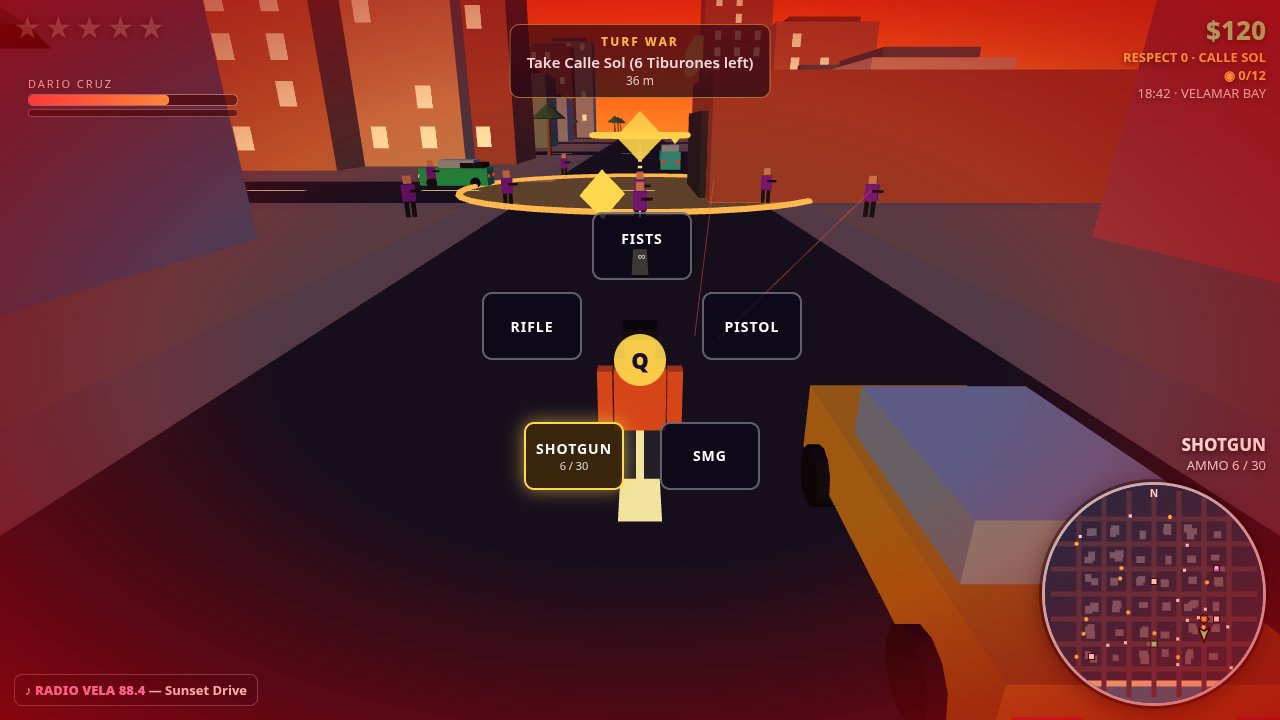 TURF WAR
Take Calle Sol (6 Tiburones left)
36 m
$120
RESPECT 0 · CALLE SOL
◉ 0/12
18:42 · VELAMAR BAY
DARIO CRUZ
FISTS
∞
RIFLE
PISTOL
Q
SHOTGUN
6 / 30
SMG
SHOTGUN
AMMO 6 / 30
N
♪ RADIO VELA 88.4 — Sunset Drive